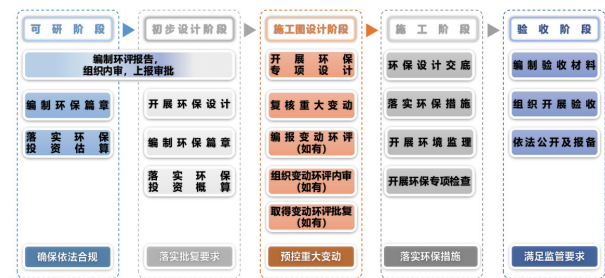 可研阶段
初步设计阶段
施工图设计阶段
施工阶段
验收阶段
编制环评报告,
组织内审,上报审批
编制环保篇章
落实环保
投资估算
开展环保设计
编制环保篇章
落实环保
投资概算
开展环保
专项设计
复核重大变动
编报变动环评
(如有)
组织变动环评内审
(如有)
取得变动环评批复
(如有)
环保设计交底
落实环保措施
开展环境监理
开展环保专项检查
编制验收材料
组织开展验收
依法公开及报备
确保依法合规
落实批复要求
预控重大变动
落实环保措施
满足监管要求